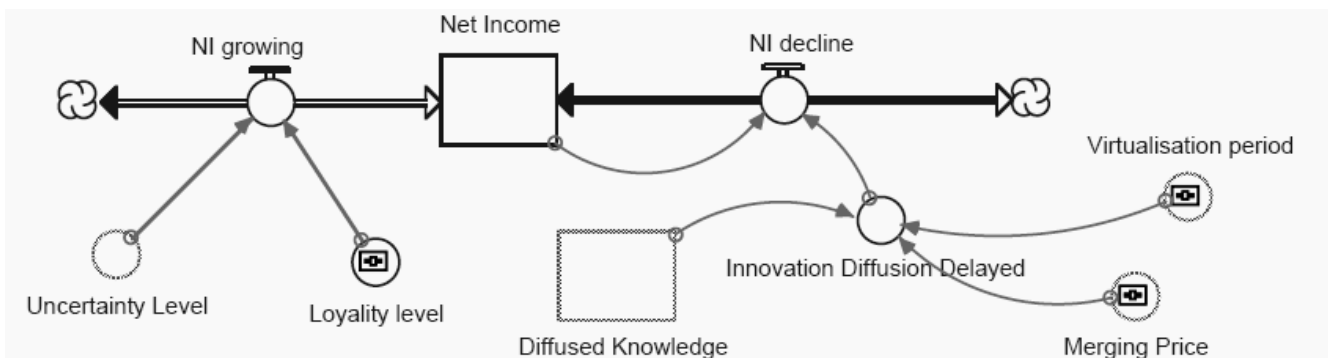 Net Income
NI growing
NI decline
Virtualisation period
Innovation Diffusion Delayed
Uncertainty Level
Loyality level
Diffused Knowledge
Merging Price